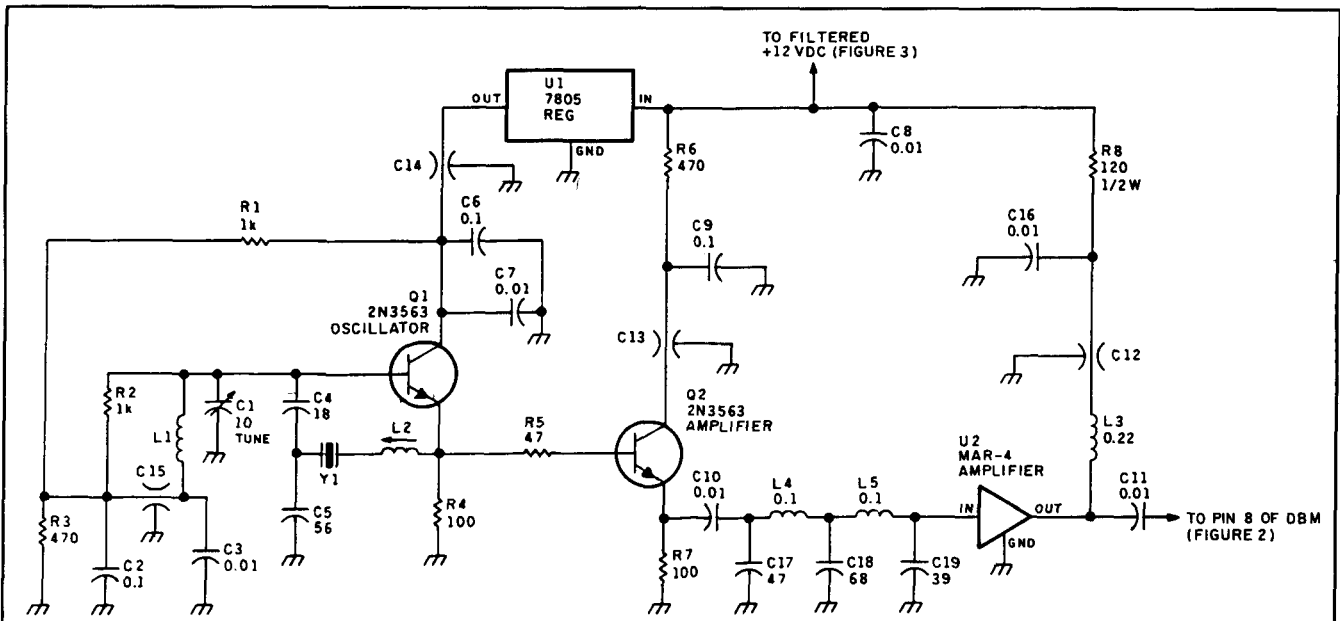 TO FILTERED
+12VDC (FIGURE 3)
U1
7805
REG
OUT
IN
GND
C14
R6
470
C8
0.01
R8
120
1/2W
R1
1k
C6
0.1
C9
0.1
C16
0.01
C7
0.01
Q1
2N3563
OSCILLATOR
C13
C12
R2
1k
L1
C1
10
TUNE
C4
18
L2
Y1
R5
47
Q2
2N3563
AMPLIFIER
L3
0.22
U2
MAR-4
AMPLIFIER
C15
C10
0.01
L4
0.1
L5
0.1
IN
OUT
GND
C11
0.01
TO PIN 8 OF DBM
(FIGURE 2)
R3
470
C2
0.1
C3
0.01
C5
56
R4
100
R7
100
C17
47
C18
68
C19
39